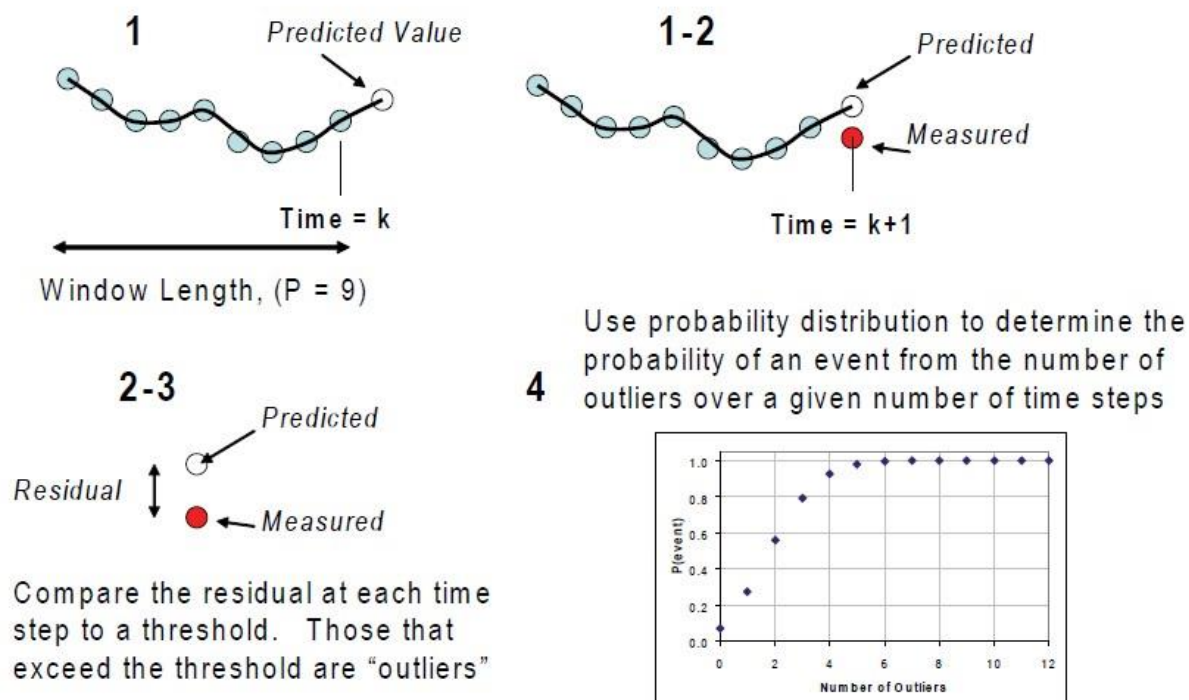 1
Predicted Value
Time = k
Window Length, (P = 9)
1-2
Predicted
Measured
Time = k+1
2-3
Predicted
Residual
Measured
Compare the residual at each time
step to a threshold. Those that
exceed the threshold are “outliers”
4
Use probability distribution to determine the
probability of an event from the number of
outliers over a given number of time steps
P(event)
1.0
0.8
0.6
0.4
0.2
0.0
0 2 4 6 8 10 12
Number of Outliers